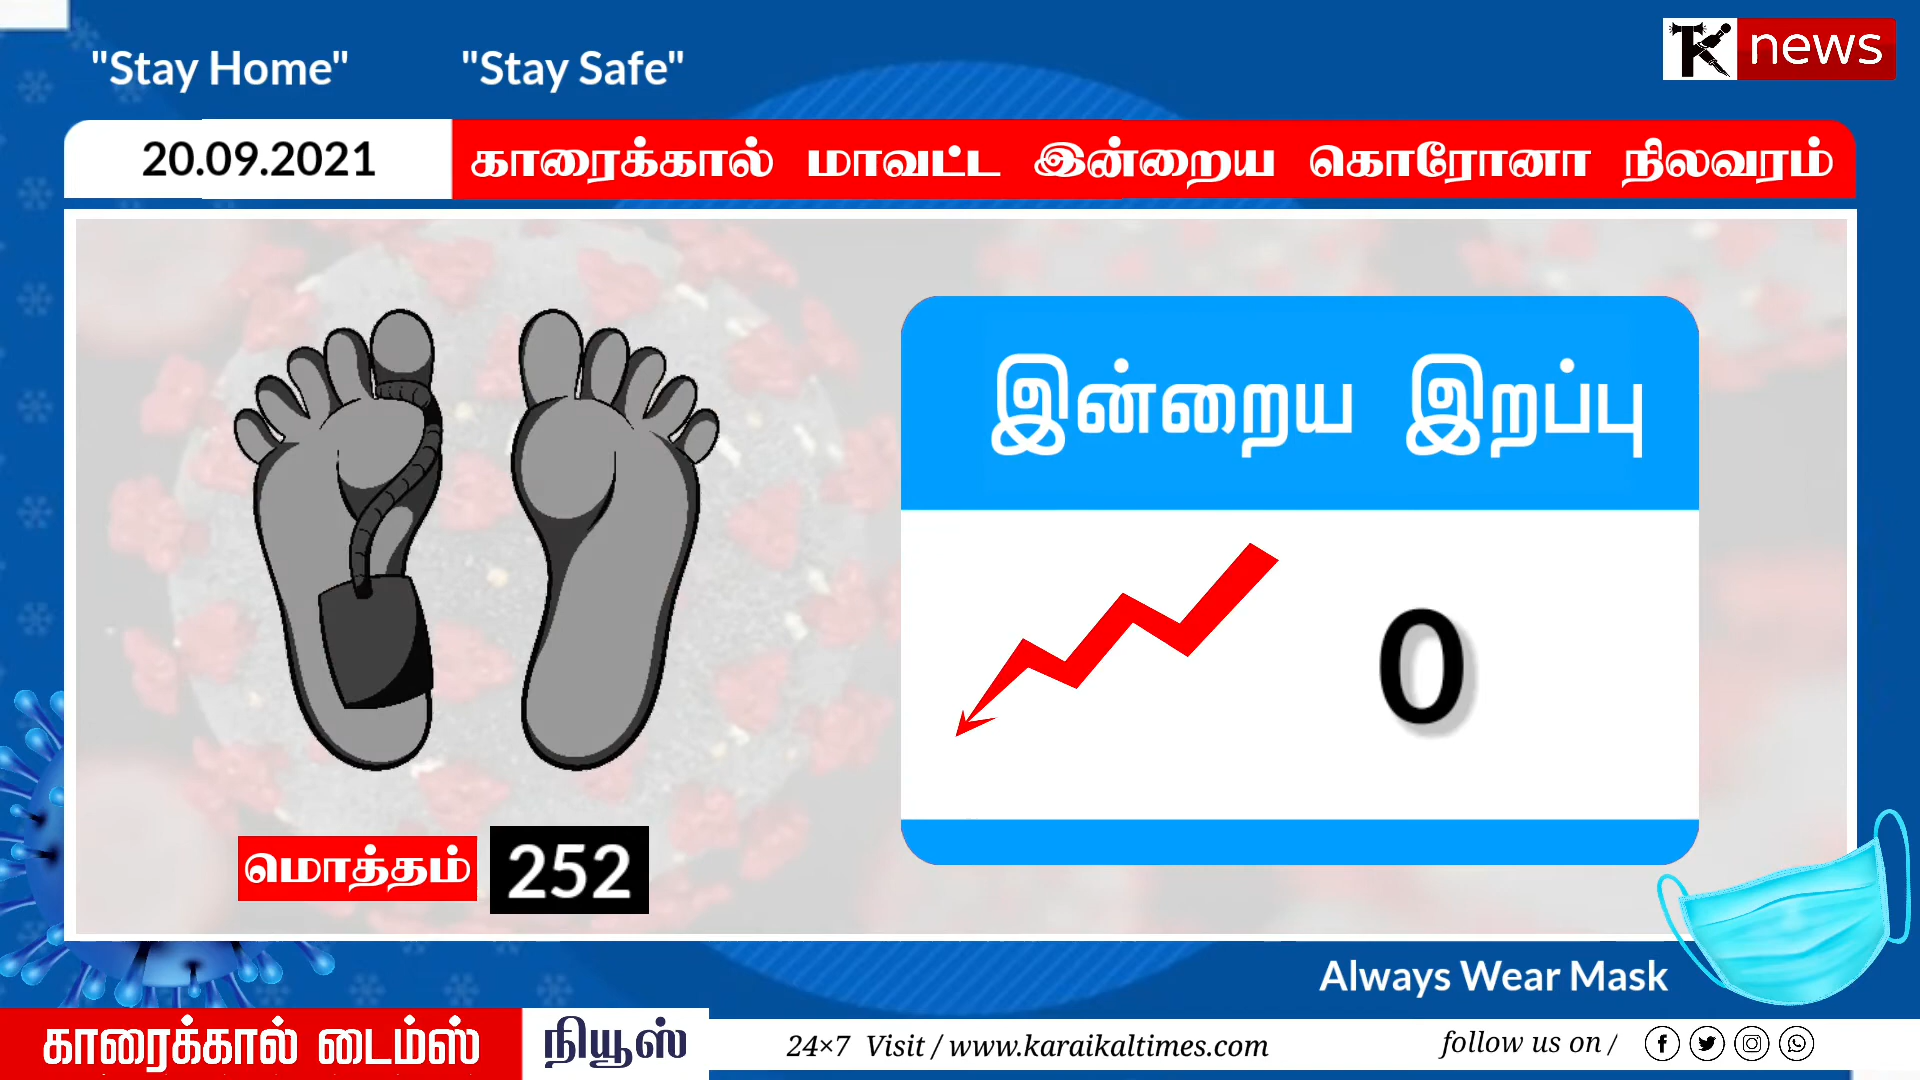 "Stay Home" "Stay Safe"
TK news
20.09.2021 காரைக்கால் மாவட்ட இன்றைய கொரோனா நிலவரம்
இன்றைய இறப்பு
0
மொத்தம் 252
Always Wear Mask
காரைக்கால் டைம்ஸ் நியூஸ் 24×7 Visit / www.karaikaltimes.com follow us on /